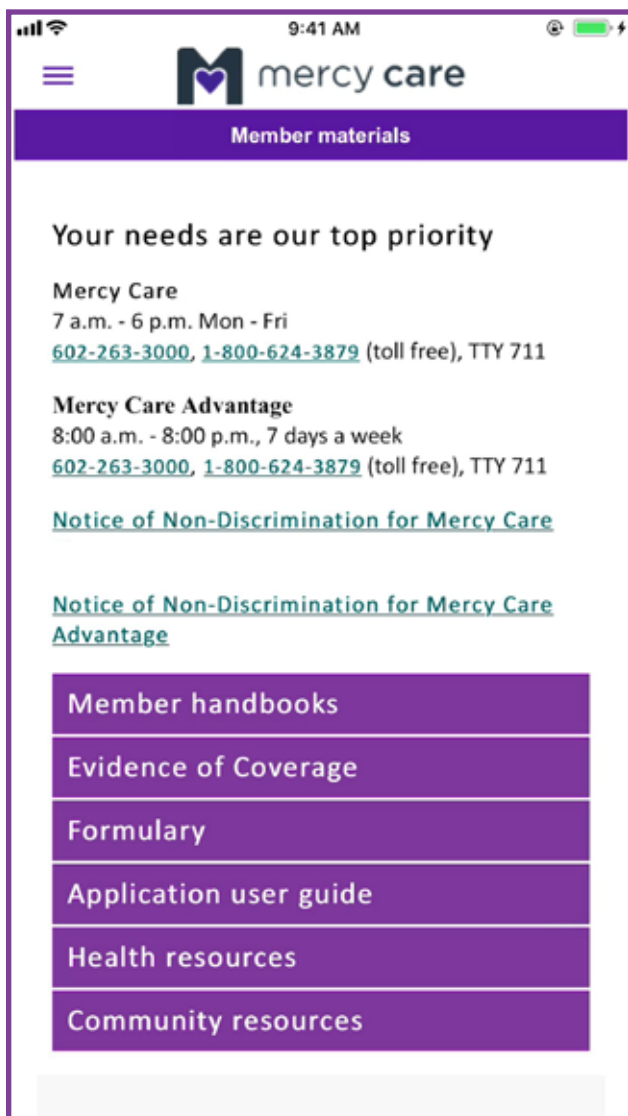 9:41 AM
mercy care
Member materials
Your needs are our top priority
Mercy Care
7 a.m. - 6 p.m. Mon - Fri
602-263-3000, 1-800-624-3879 (toll free), TTY 711
Mercy Care Advantage
8:00 a.m. - 8:00 p.m., 7 days a week
602-263-3000, 1-800-624-3879 (toll free), TTY 711
Notice of Non-Discrimination for Mercy Care
Notice of Non-Discrimination for Mercy Care
Advantage
Member handbooks
Evidence of Coverage
Formulary
Application user guide
Health resources
Community resources